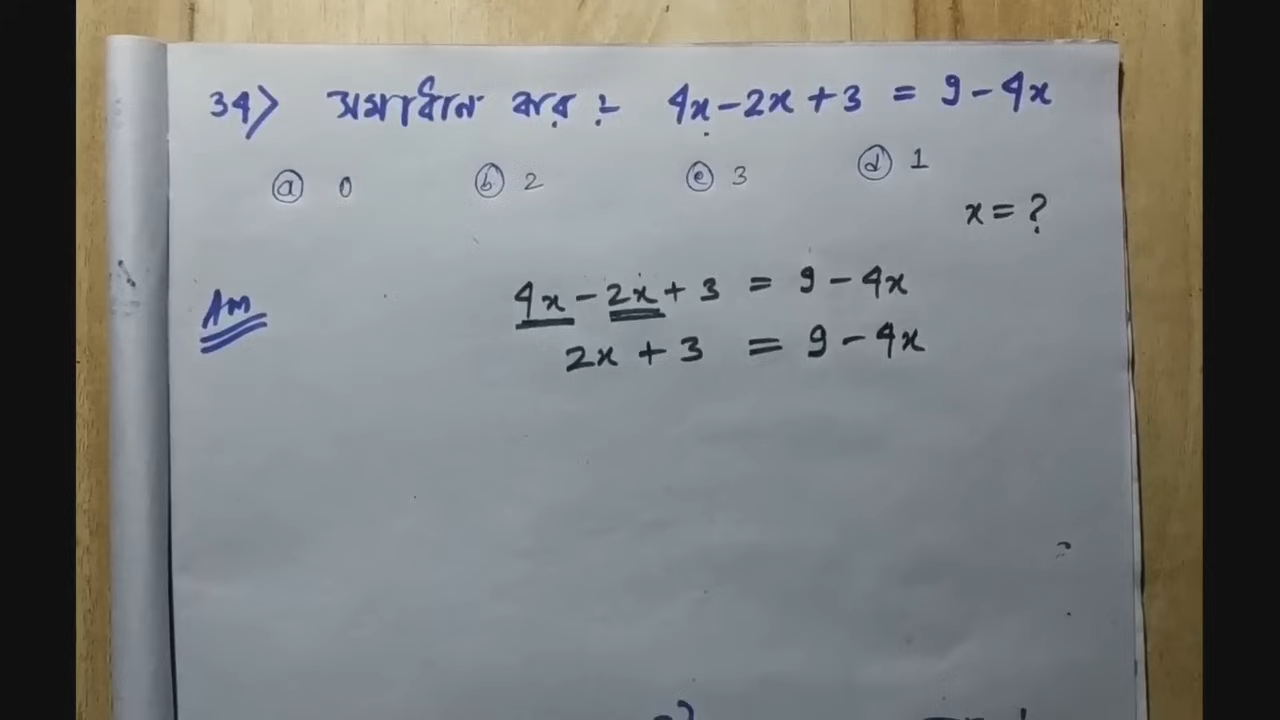 34> সমাধান কর :- 4x-2x+3 = 9-4x
ⓐ 0 ⓑ 2 ⓒ 3 ⓓ 1
x = ?
Ans
4x - 2x + 3 = 9 - 4x
2x + 3 = 9 - 4x